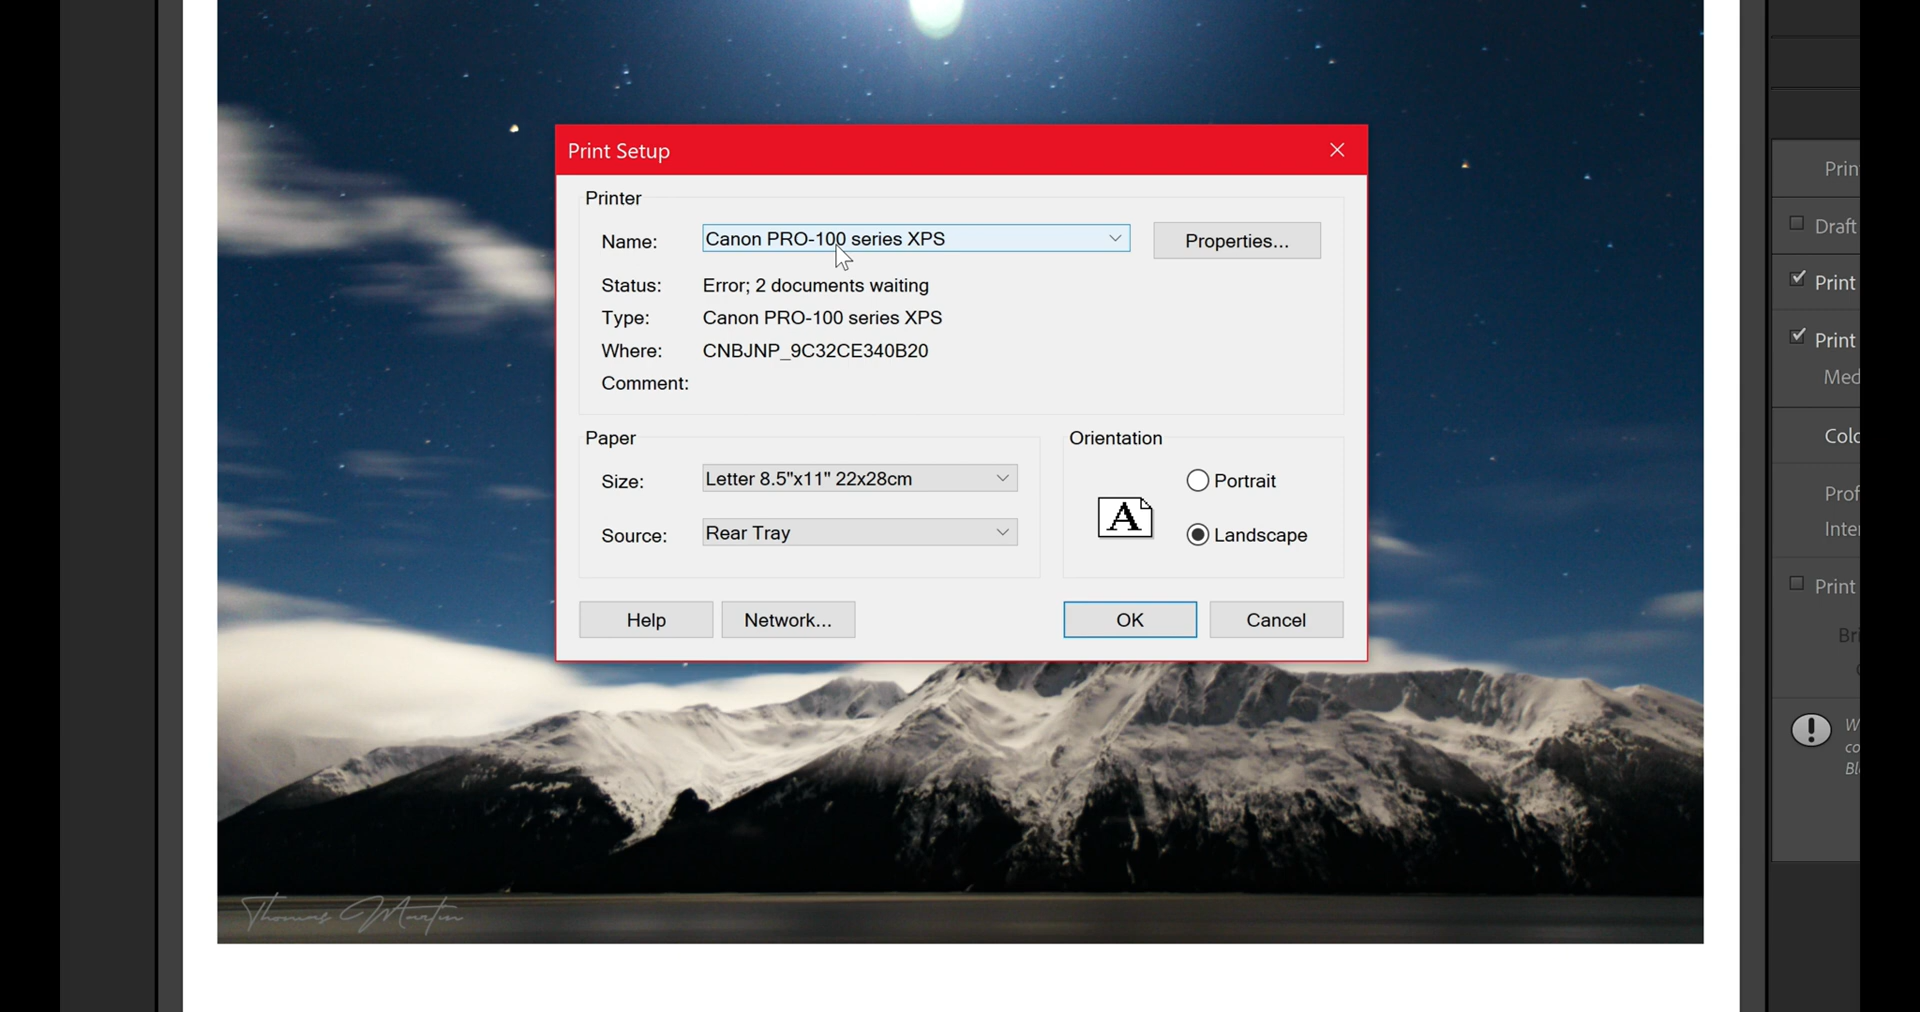 Print Setup
Printer
Name: Canon PRO-100 series XPS Properties...
Status: Error; 2 documents waiting
Type: Canon PRO-100 series XPS
Where: CNBJNP_9C32CE340B20
Comment:
Paper
Size: Letter 8.5"x11" 22x28cm
Source: Rear Tray
Orientation
A
Portrait
Landscape
Help Network... OK Cancel
Draft
Print
Print
Print
Thomas Martin